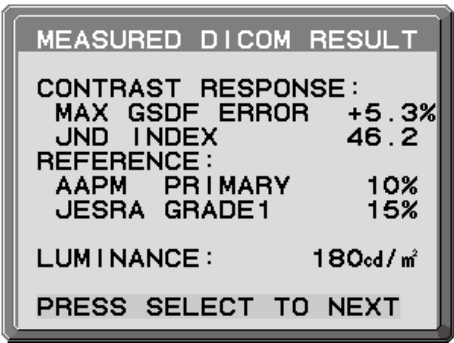 MEASURED DICOM RESULT
CONTRAST RESPONSE:
MAX GSDF ERROR +5.3%
JND INDEX 46.2
REFERENCE:
AAPM PRIMARY 10%
JESRA GRADE1 15%
LUMINANCE: 180cd/㎡
PRESS SELECT TO NEXT